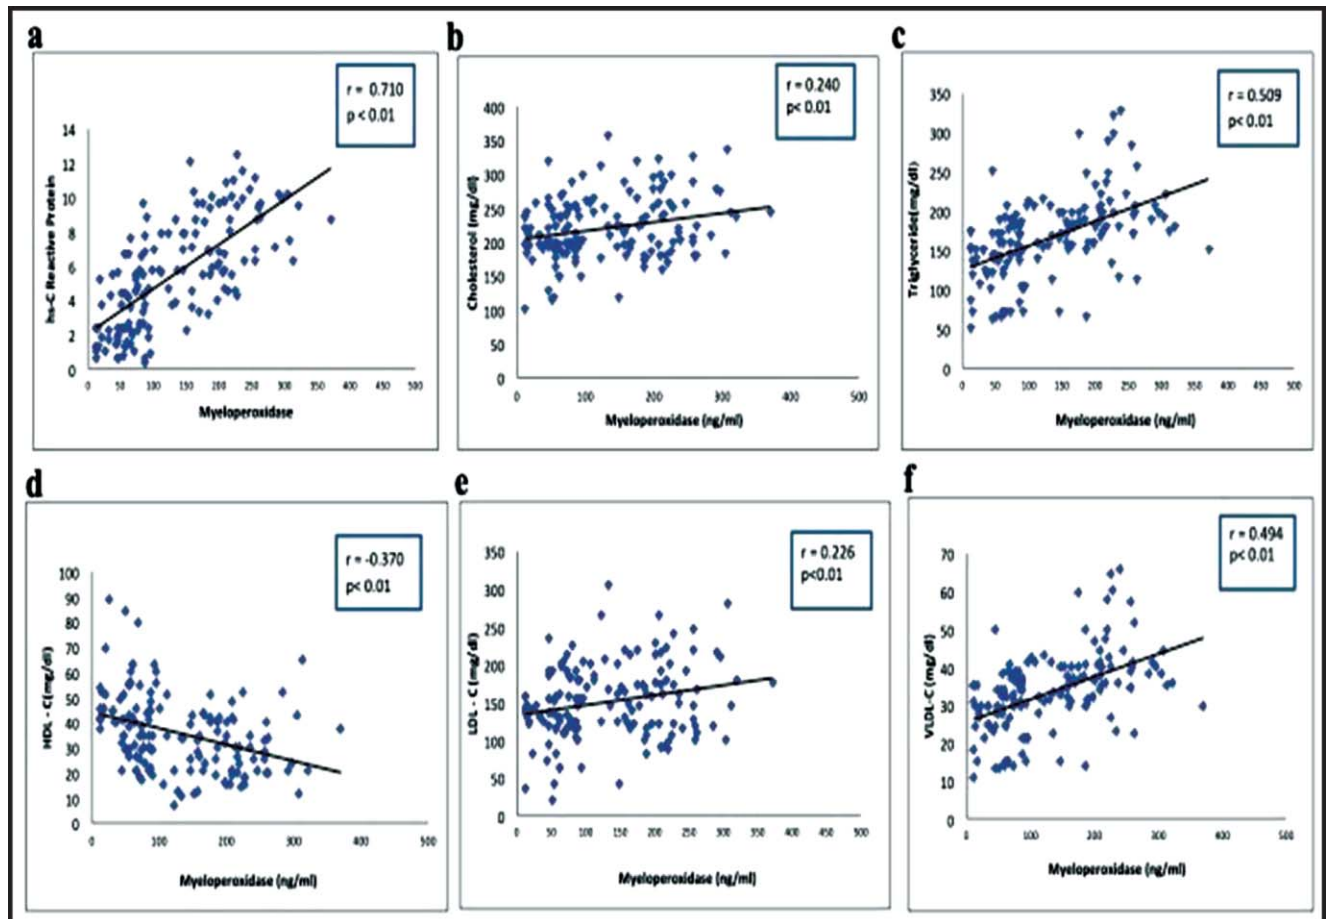 a
r = 0.710
p < 0.01
hs-C Reactive Protein
14
12
10
8
6
4
2
0
0 50 100 150 200 250 300 350 400 450 500
Myeloperoxidase
b
r = 0.240
p< 0.01
Cholesterol (mg/dl)
400
350
300
250
200
150
100
50
0
0 100 200 300 400 500
Myeloperoxidase (ng/ml)
c
r = 0.509
p< 0.01
Triglyceride(mg/dl)
350
300
250
200
150
100
50
0
0 50 100 150 200 250 300 350 400 450 500
Myeloperoxidase (ng/ml)
d
r = -0.370
p< 0.01
HDL - C(mg/dl)
100
90
80
70
60
50
40
30
20
10
0
0 100 200 300 400 500
Myeloperoxidase (ng/ml)
e
r = 0.226
p<0.01
LDL - C (mg/dl)
350
300
250
200
150
100
50
0
0 50 100 150 200 250 300 350 400 450 500
Myeloperoxidase (ng/ml)
f
r = 0.494
p< 0.01
VLDL-C (mg/dl)
70
60
50
40
30
20
10
0
0 100 200 300 400 500
Myeloperoxidase (ng/ml)